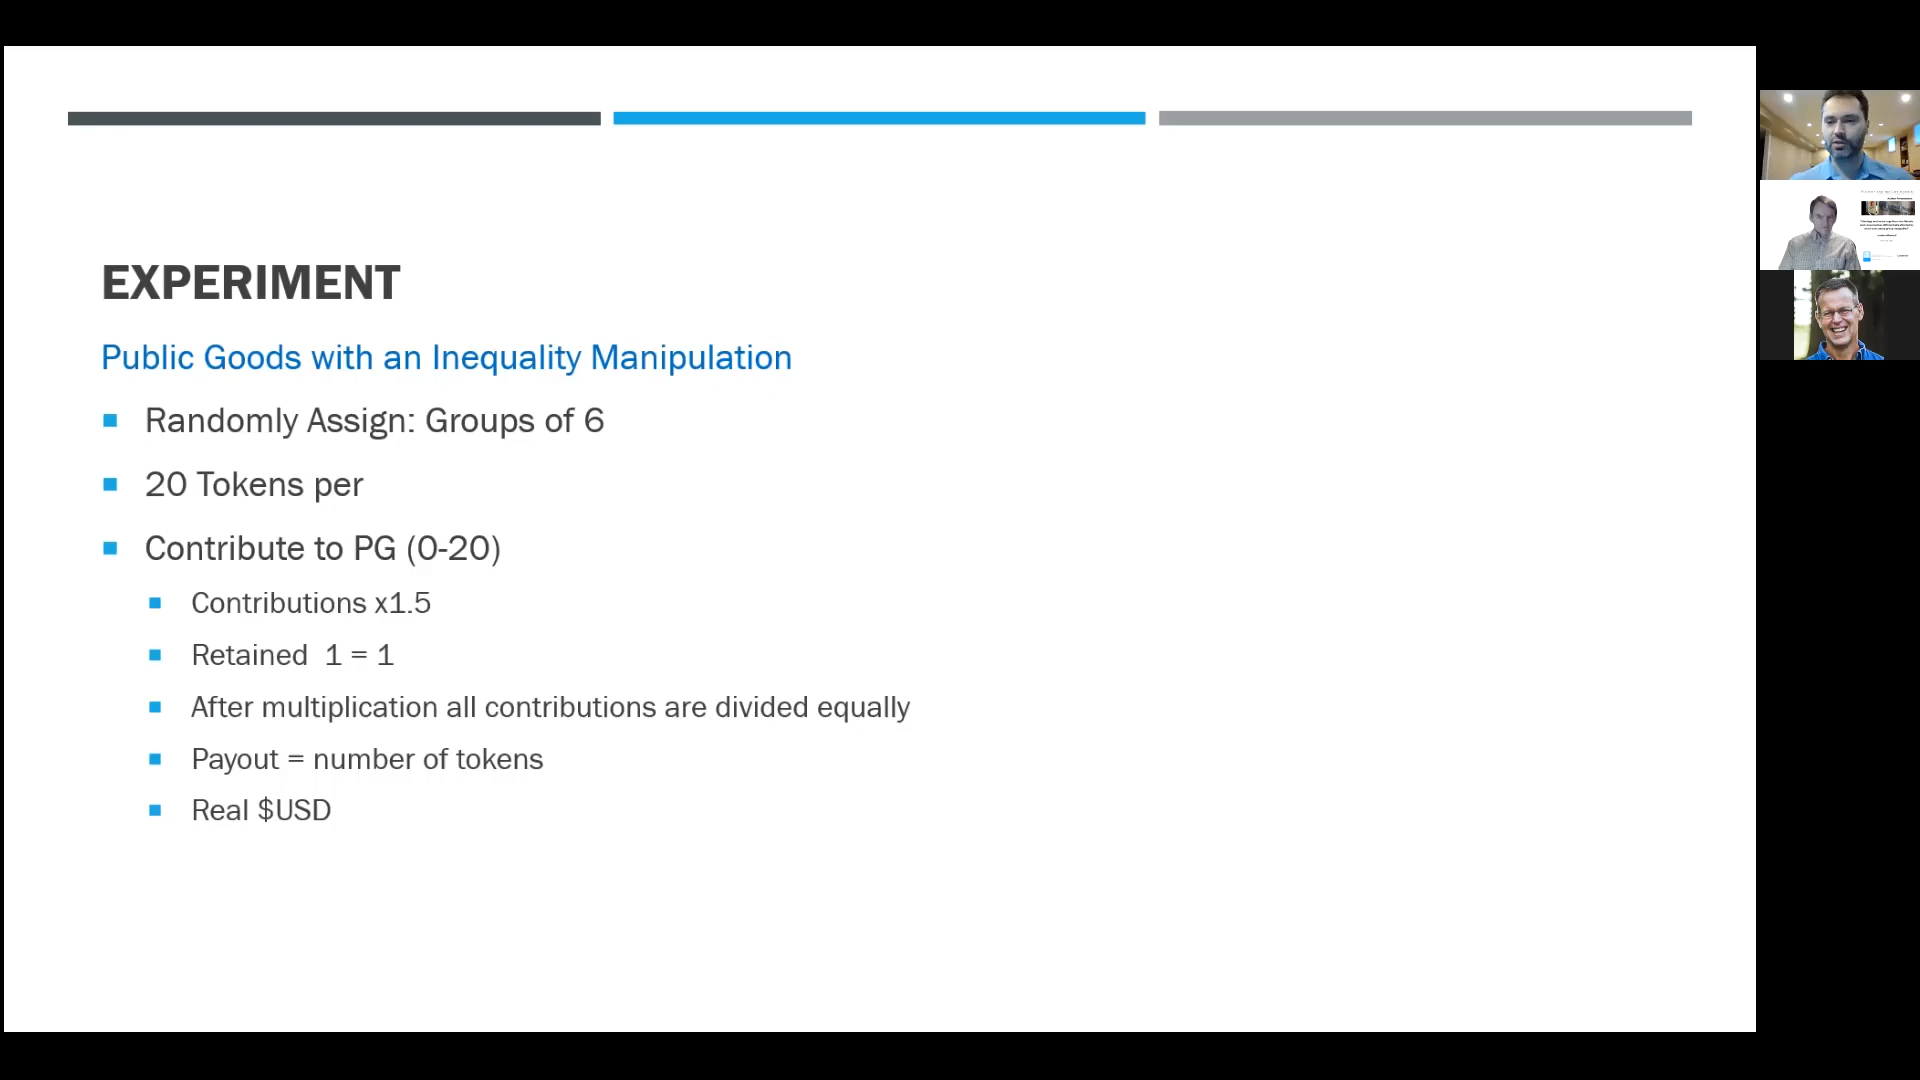 EXPERIMENT
Public Goods with an Inequality Manipulation
Randomly Assign: Groups of 6
20 Tokens per
Contribute to PG (0-20)
Contributions x1.5
Retained  1 = 1
After multiplication all contributions are divided equally
Payout = number of tokens
Real $USD